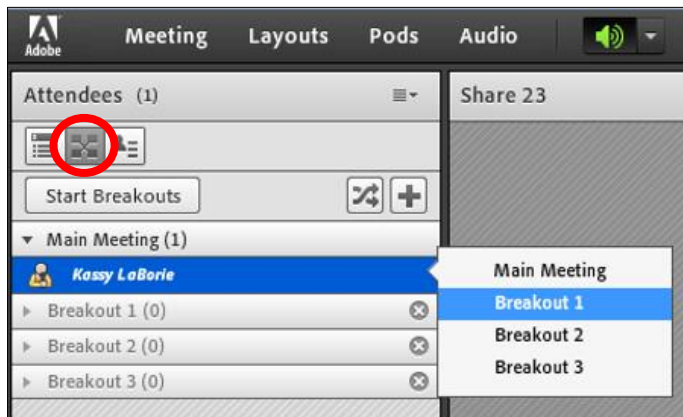 Adobe Meeting Layouts Pods Audio
Attendees (1)
Share 23
Start Breakouts
Main Meeting (1)
Kassy LaBorie
Breakout 1 (0)
Breakout 2 (0)
Breakout 3 (0)
Main Meeting
Breakout 1
Breakout 2
Breakout 3